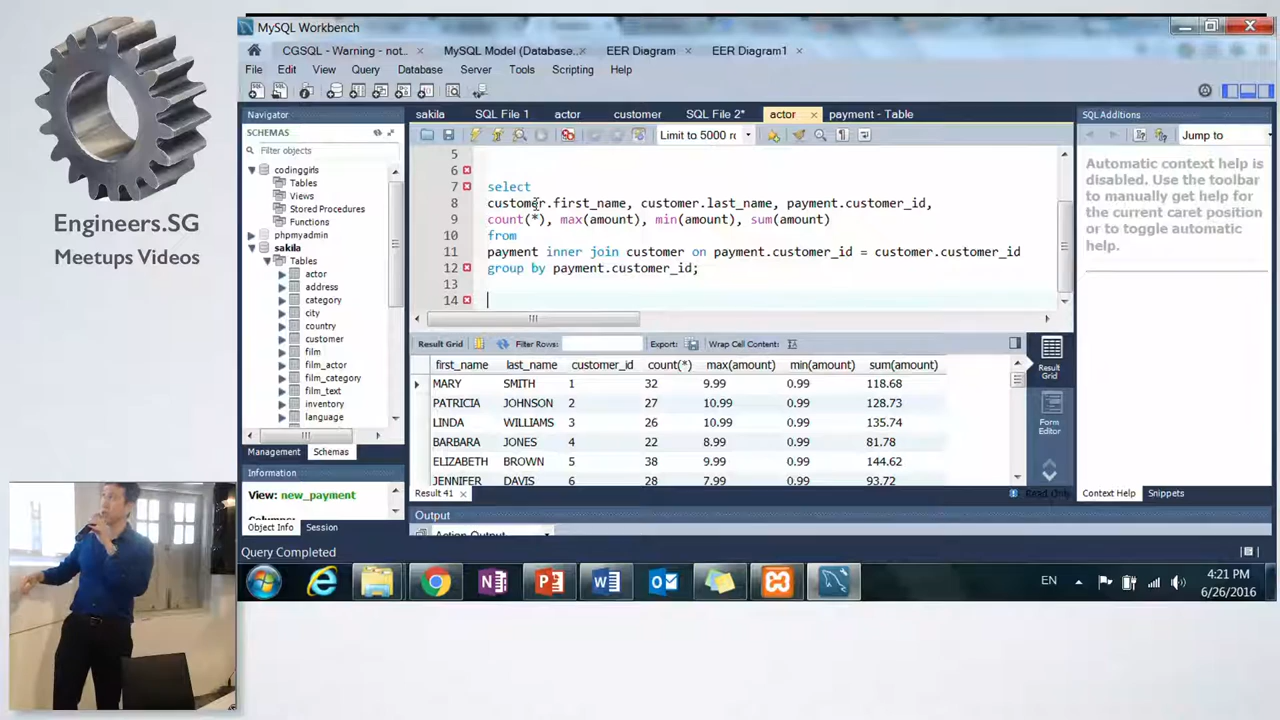 MySQL Workbench
CGSQL - Warning - not... × MySQL Model (Database... × EER Diagram × EER Diagram1 ×
File Edit View Query Database Server Tools Scripting Help
Navigator
SCHEMAS
Filter objects
codinggirls
Tables
Views
Stored Procedures
Functions
phpmyadmin
sakila
Tables
actor
address
category
city
country
customer
film
film_actor
film_category
film_text
inventory
language
Management Schemas
Information
View: new_payment
Object Info Session
Query Completed
sakila SQL File 1 actor customer SQL File 2* actor × payment - Table
Limit to 5000 ro
5
6
7 select
8 customer.first_name, customer.last_name, payment.customer_id,
9 count(*), max(amount), min(amount), sum(amount)
10 from
11 payment inner join customer on payment.customer_id = customer.customer_id
12 group by payment.customer_id;
13
14
Result Grid Filter Rows: Export: Wrap Cell Content:
first_name last_name customer_id count(*) max(amount) min(amount) sum(amount)
MARY SMITH 1 32 9.99 0.99 118.68
PATRICIA JOHNSON 2 27 10.99 0.99 128.73
LINDA WILLIAMS 3 26 10.99 0.99 135.74
BARBARA JONES 4 22 8.99 0.99 81.78
ELIZABETH BROWN 5 38 9.99 0.99 144.62
JENNIFER DAVIS 6 28 7.99 0.99 93.72
Result 41 ×
Read Only
Result
Grid
Form
Editor
Output
Action Output
SQL Additions
Jump to
Automatic context help is
disabled. Use the toolbar
to manually get help for
the current caret position
or to toggle automatic
help.
Context Help Snippets
EN
4:21 PM
6/26/2016
Engineers.SG
Meetups Videos